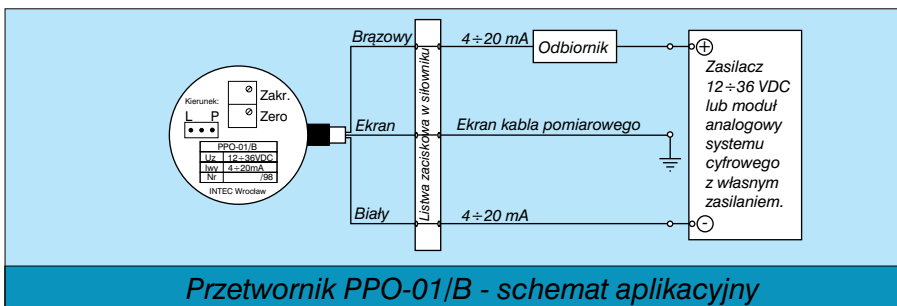 Kierunek:
L P
Zakr.
Zero
PPO-01/B
Uz 12÷36VDC
Iwy 4÷20mA
Nr /98
INTEC Wrocław
Brązowy
Ekran
Biały
Listwa zaciskowa w siłowniku
4÷20 mA
Odbiornik
Ekran kabla pomiarowego
4÷20 mA
+
Zasilacz
12÷36 VDC
lub moduł
analogowy
systemu
cyfrowego
z własnym
zasilaniem.
-
Przetwornik PPO-01/B - schemat aplikacyjny